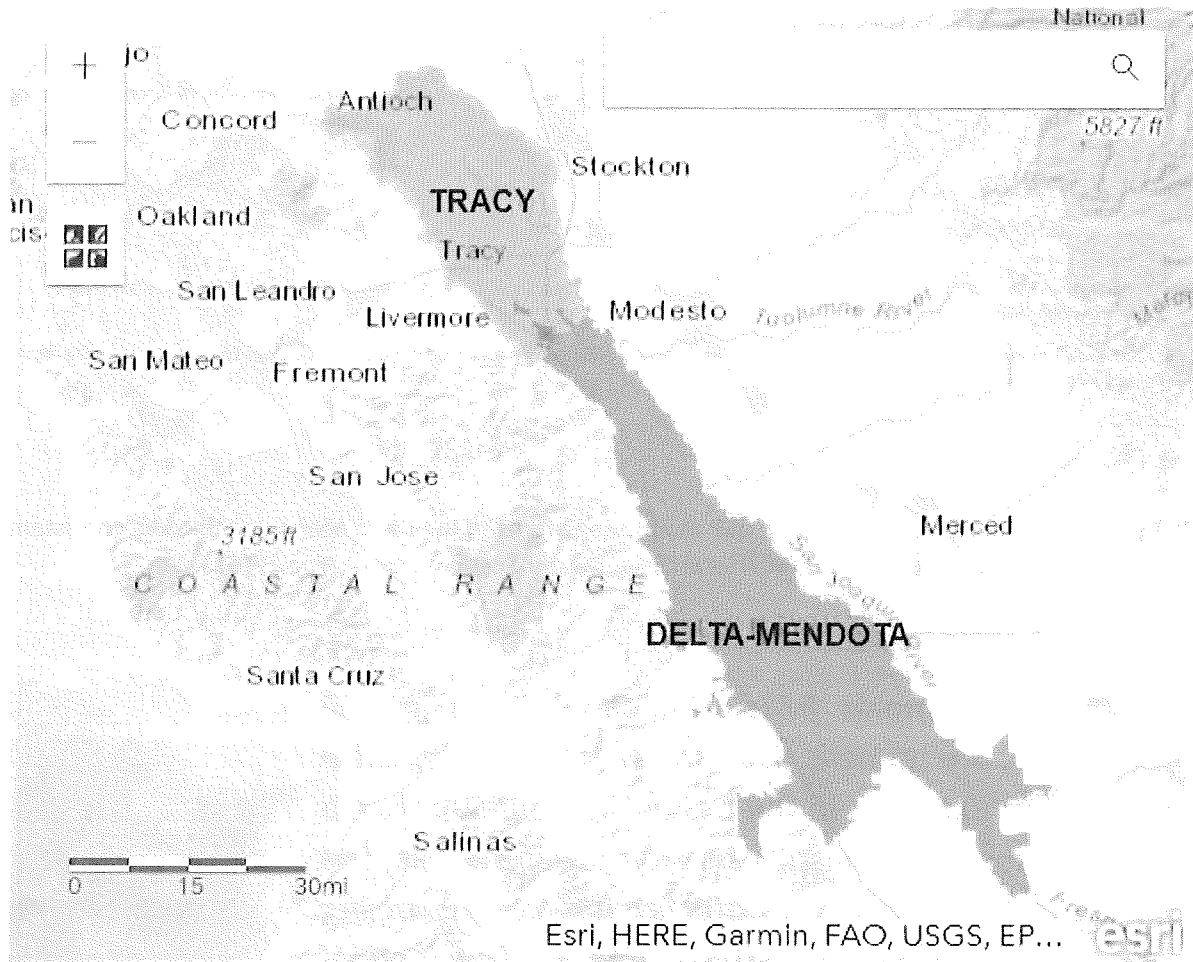 National
jo
+
Antioch
Concord
5827 ft
Stockton
an
cis
Oakland
TRACY
Tracy
San Leandro
Livermore
Modesto
Tuolumne River
San Mateo
Fremont
San Jose
Merced
3185 ft
COASTAL RANGE
San Joaquin River
DELTA-MENDOTA
Santa Cruz
Salinas
0 15 30mi
Esri, HERE, Garmin, FAO, USGS, EP...
esri